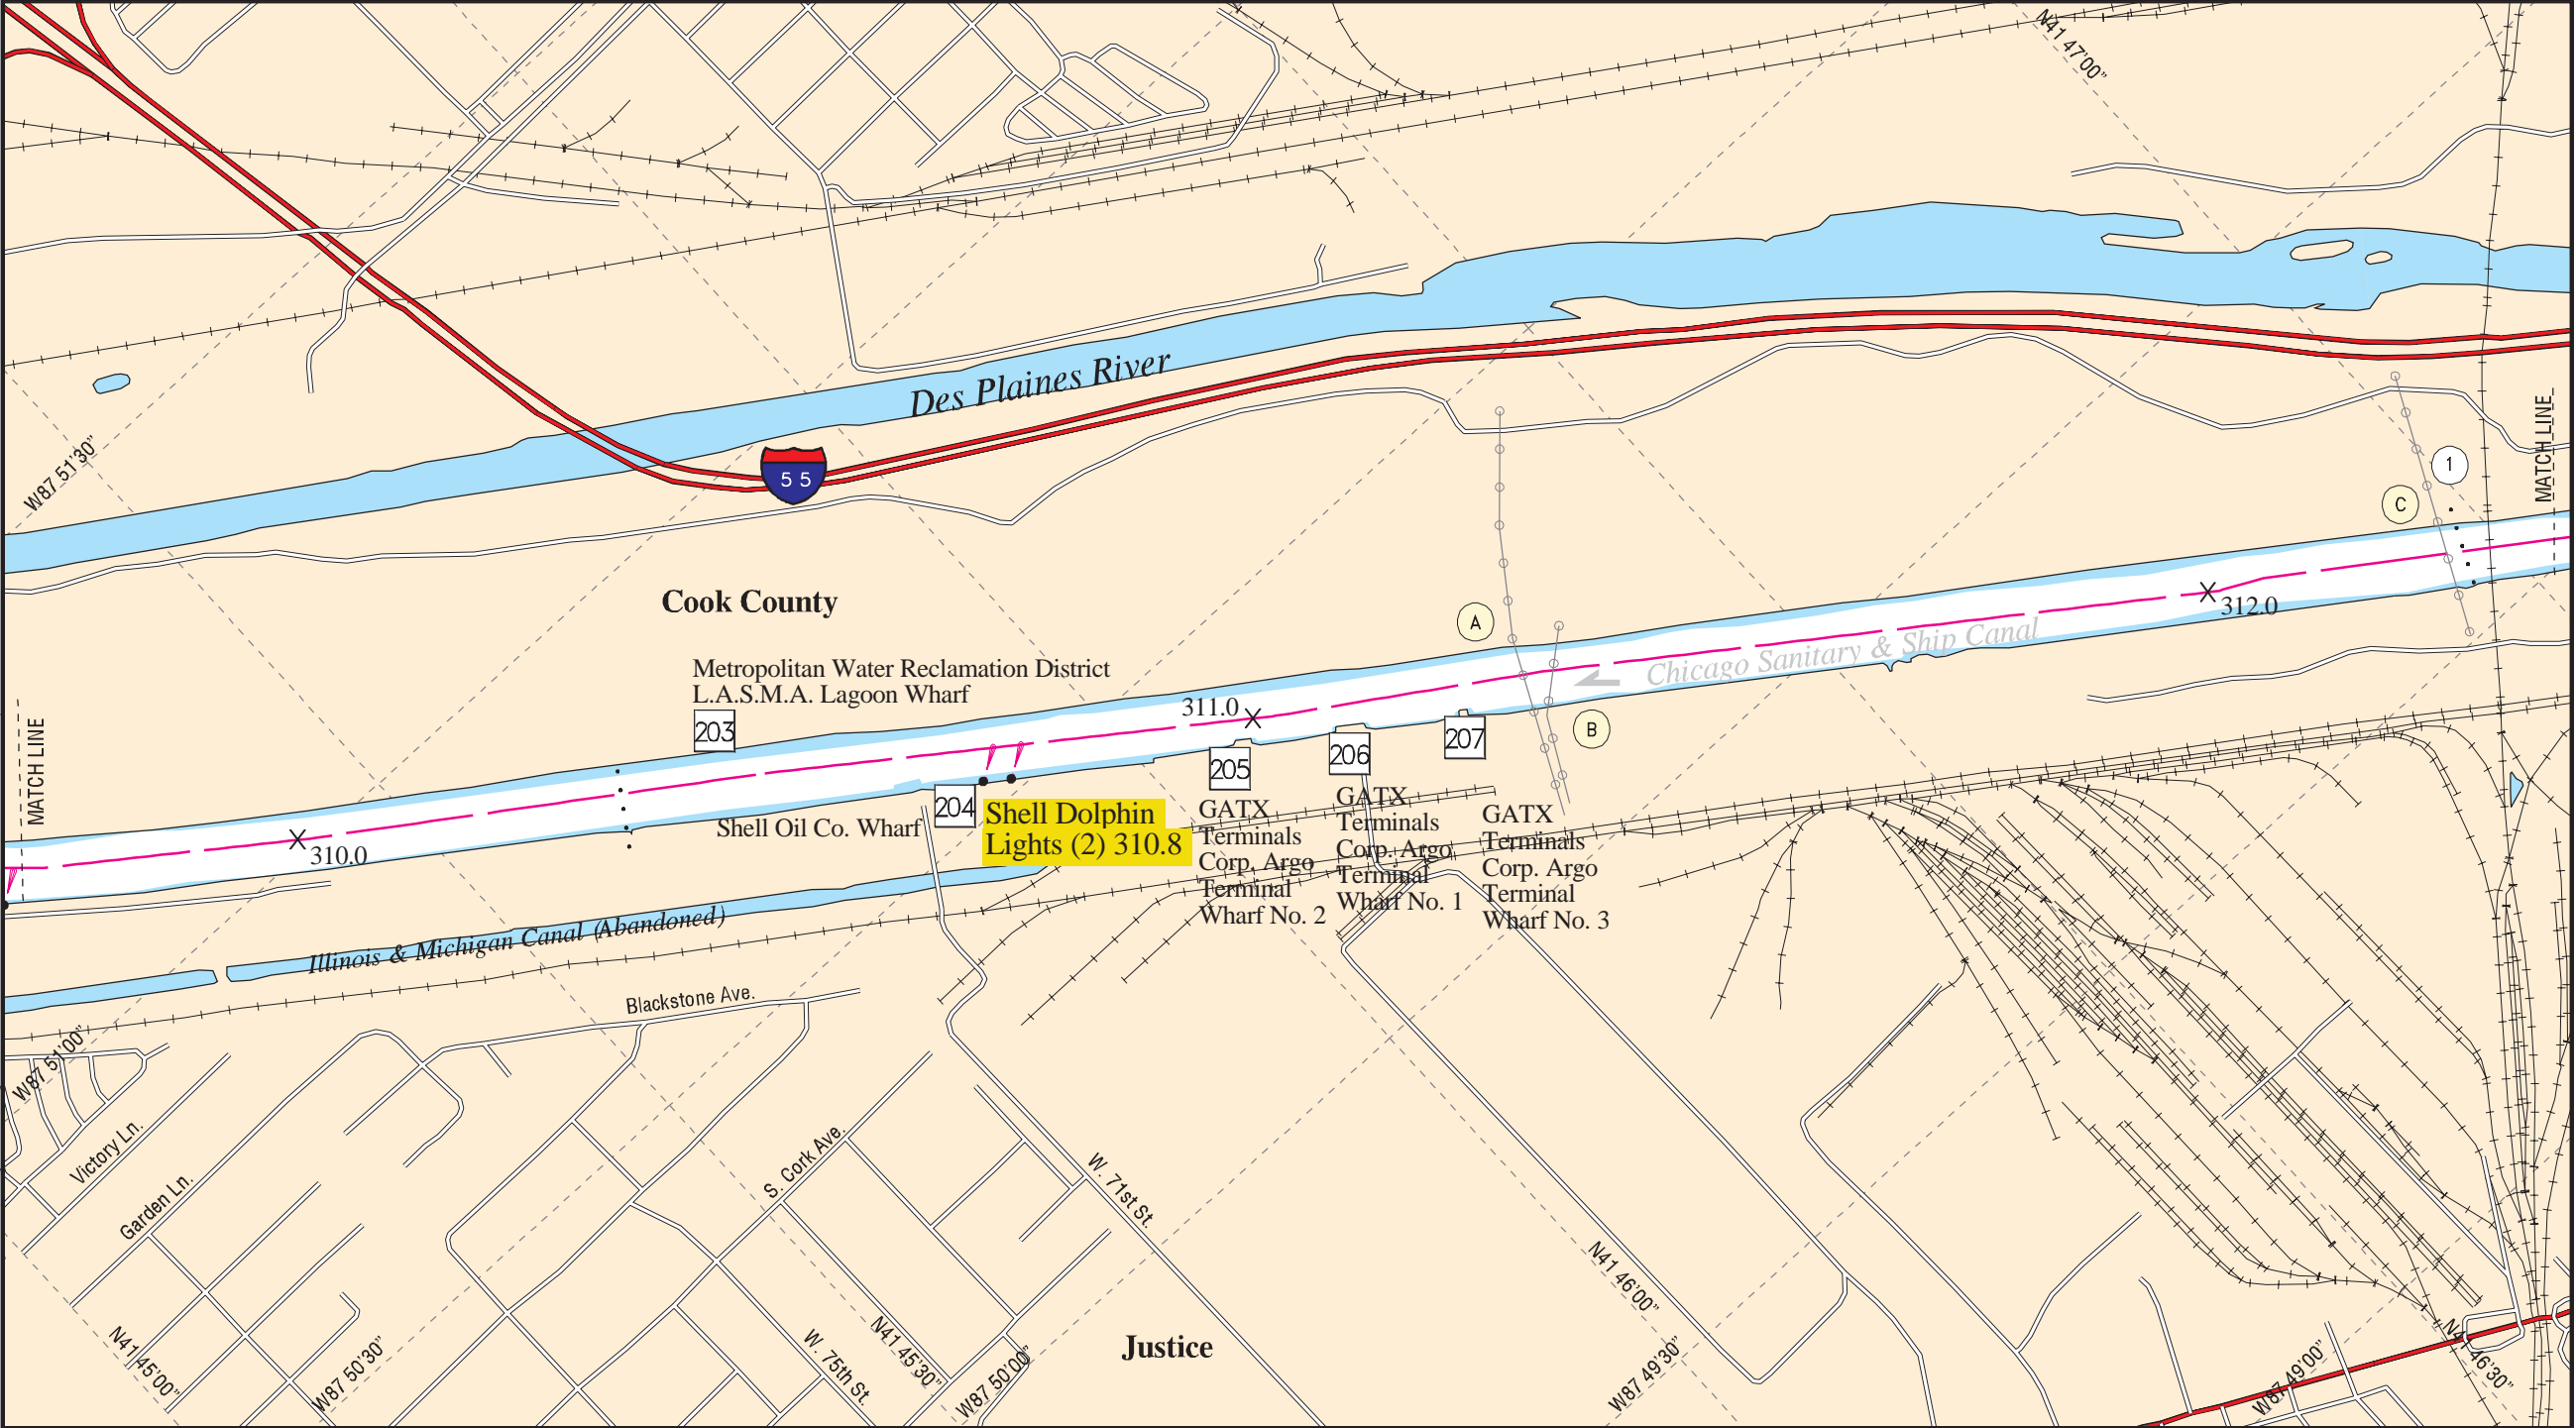 N41 47'00"
W87 51'30"
Des Plaines River
5 5
MATCH LINE
1
C
Cook County
A
312.0
Chicago Sanitary & Ship Canal
Metropolitan Water Reclamation District
L.A.S.M.A. Lagoon Wharf
311.0
203
B
207
206
205
MATCH LINE
204
Shell Dolphin
Lights (2) 310.8
Shell Oil Co. Wharf
310.0
GATX
Terminals
Corp. Argo
Terminal
Wharf No. 2
GATX
Terminals
Corp. Argo
Terminal
Wharf No. 1
GATX
Terminals
Corp. Argo
Terminal
Wharf No. 3
Illinois & Michigan Canal (Abandoned)
Blackstone Ave.
W87 51'00"
Victory Ln.
Garden Ln.
S. Cork Ave.
W. 71st St.
N41 46'00"
N41 45'00"
W87 50'30"
W. 75th St.
N41 45'30"
W87 50'00"
Justice
W87 49'30"
W87 49'00"
N41 46'30"